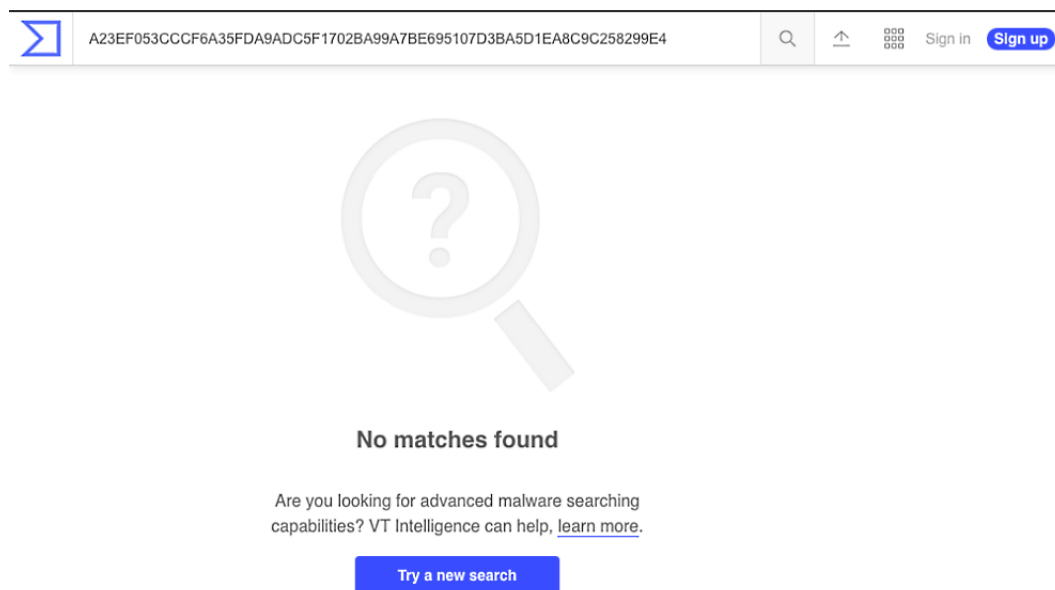 A23EF053CCCF6A35FDA9ADC5F1702BA99A7BE695107D3BA5D1EA8C9C258299E4
Sign in
Sign up
?
No matches found
Are you looking for advanced malware searching
capabilities? VT Intelligence can help, learn more.
Try a new search